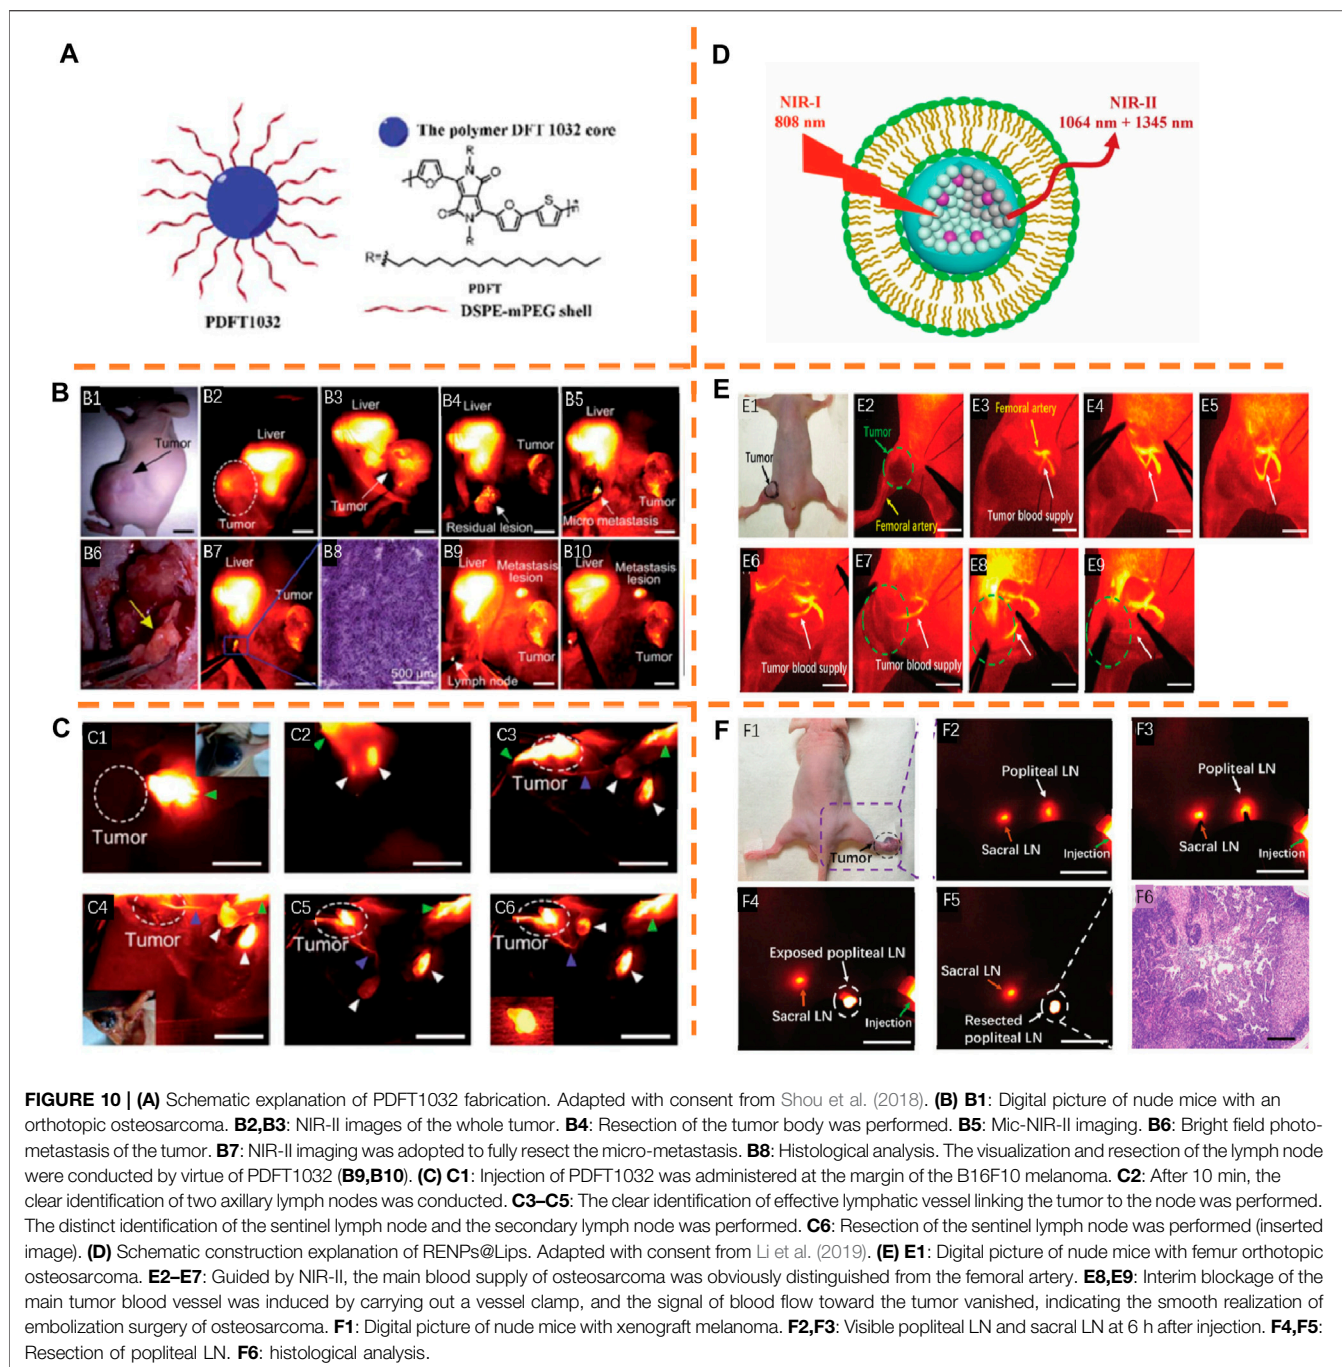 A
The polymer DFT 1032 core
R
N
O
O
O
O
S
n
N
R
R=
PDFT
DSPE-mPEG shell
PDFT1032
D
NIR-I
808 nm
NIR-II
1064 nm + 1345 nm
B
B1
Tumor
B2
Liver
Tumor
B3
Liver
Tumor
B4
Liver
Tumor
Residual lesion
B5
Liver
Tumor
Micro metastasis
B6
B7
Liver
Tumor
B8
500 μm
B9
Liver
Metastasis
lesion
Tumor
Lymph node
B10
Liver
Metastasis
lesion
Tumor
E
E1
Tumor
E2
Tumor
Femoral artery
E3
Femoral artery
Tumor blood supply
E4
E5
E6
Tumor blood supply
E7
Tumor blood supply
E8
E9
C
C1
Tumor
C2
C3
Tumor
C4
Tumor
C5
Tumor
C6
Tumor
F
F1
Tumor
F2
Popliteal LN
Sacral LN
Injection
F3
Popliteal LN
Sacral LN
Injection
F4
Exposed popliteal LN
Sacral LN
Injection
F5
Sacral LN
Resected
popliteal LN
F6
FIGURE 10 | (A) Schematic explanation of PDFT1032 fabrication. Adapted with consent from Shou et al. (2018). (B) B1: Digital picture of nude mice with an
orthotopic osteosarcoma. B2,B3: NIR-II images of the whole tumor. B4: Resection of the tumor body was performed. B5: Mic-NIR-II imaging. B6: Bright field photo-
metastasis of the tumor. B7: NIR-II imaging was adopted to fully resect the micro-metastasis. B8: Histological analysis. The visualization and resection of the lymph node
were conducted by virtue of PDFT1032 (B9,B10). (C) C1: Injection of PDFT1032 was administered at the margin of the B16F10 melanoma. C2: After 10 min, the
clear identification of two axillary lymph nodes was conducted. C3–C5: The clear identification of effective lymphatic vessel linking the tumor to the node was performed.
The distinct identification of the sentinel lymph node and the secondary lymph node was performed. C6: Resection of the sentinel lymph node was performed (inserted
image). (D) Schematic construction explanation of RENPs@Lips. Adapted with consent from Li et al. (2019). (E) E1: Digital picture of nude mice with femur orthotopic
osteosarcoma. E2–E7: Guided by NIR-II, the main blood supply of osteosarcoma was obviously distinguished from the femoral artery. E8,E9: Interim blockage of the
main tumor blood vessel was induced by carrying out a vessel clamp, and the signal of blood flow toward the tumor vanished, indicating the smooth realization of
embolization surgery of osteosarcoma. F1: Digital picture of nude mice with xenograft melanoma. F2,F3: Visible popliteal LN and sacral LN at 6 h after injection. F4,F5:
Resection of popliteal LN. F6: histological analysis.